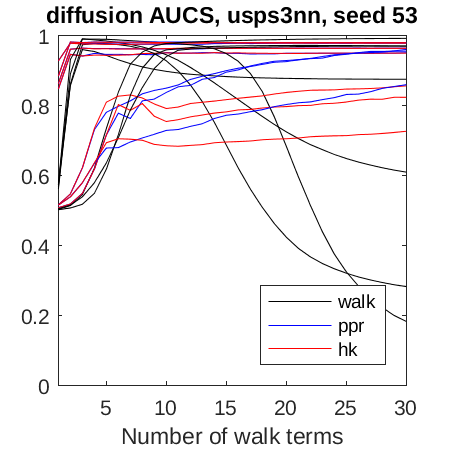 diffusion AUCS, usps3nn, seed 53
1
0.8
0.6
0.4
0.2
0
walk
ppr
hk
5 10 15 20 25 30
Number of walk terms